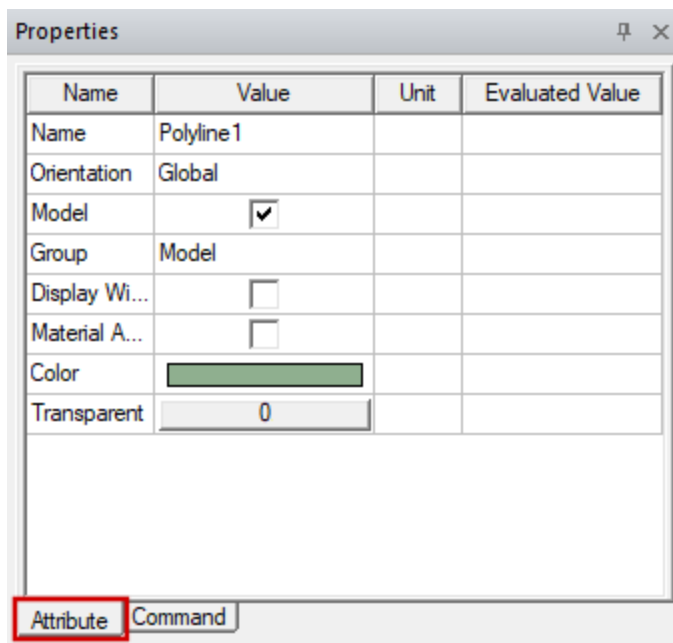 Properties
Name Value Unit Evaluated Value
Name Polyline1
Orientation Global
Model
Group Model
Display Wi...
Material A...
Color
Transparent 0
Attribute Command